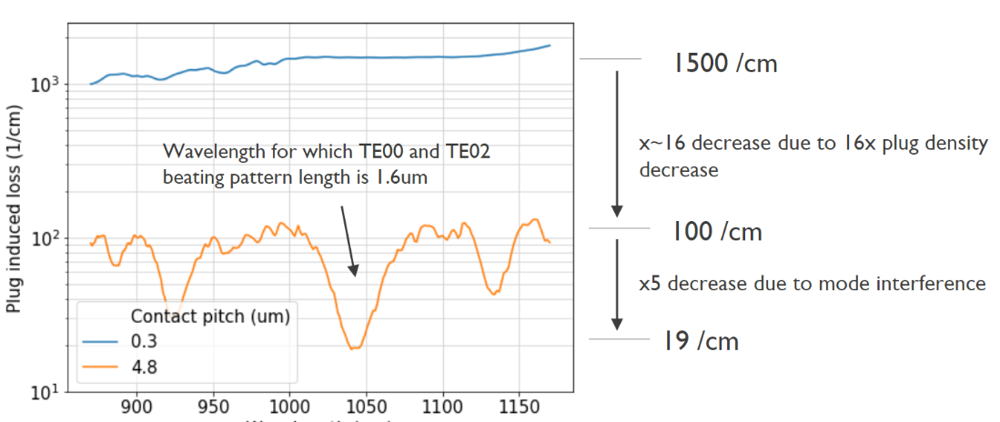 Plug induced loss (1/cm)
10³
10²
10¹
Wavelength for which TE00 and TE02
beating pattern length is 1.6um
Contact pitch (um)
0.3
4.8
900
950
1000
1050
1100
1150
1500 /cm
x~16 decrease due to 16x plug density
decrease
100 /cm
x5 decrease due to mode interference
19 /cm